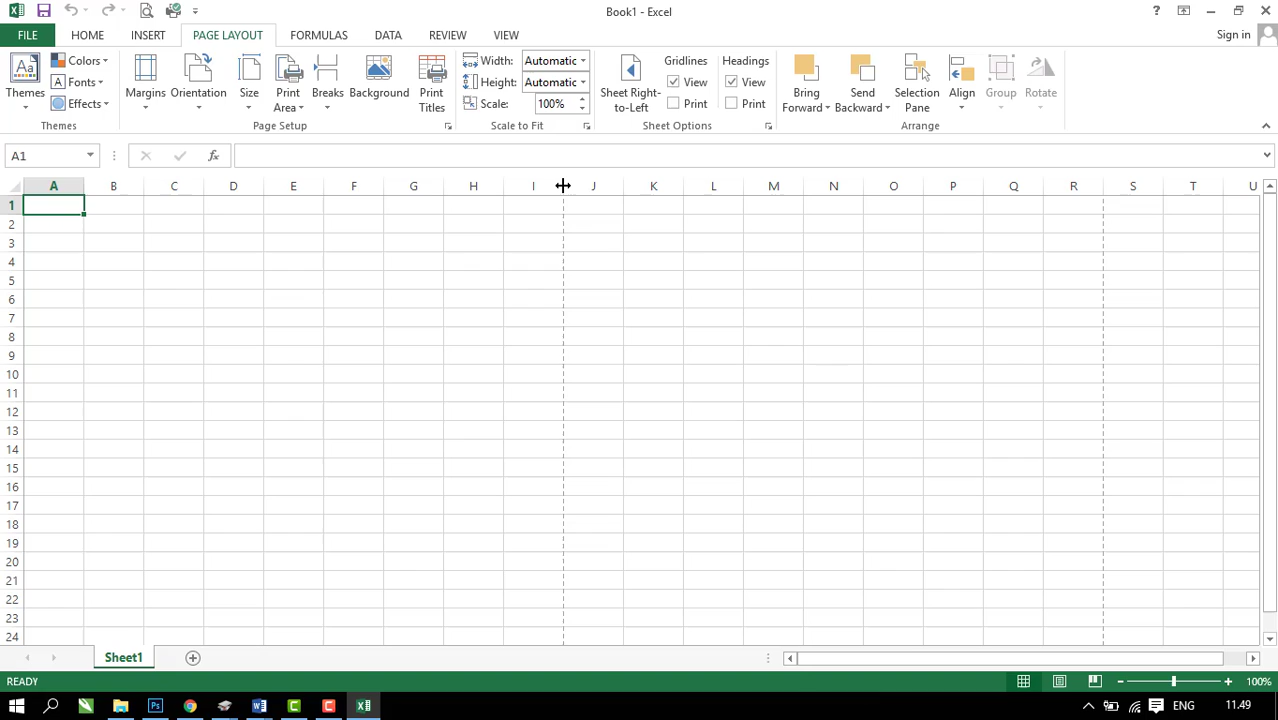 Book1 - Excel
?
FILE HOME INSERT PAGE LAYOUT FORMULAS DATA REVIEW VIEW Sign in
Themes Colors Fonts Effects
Margins Orientation Size Print Area Breaks Background Print Titles
Width: Automatic
Height: Automatic
Scale: 100%
Sheet Right-to-Left
Gridlines View Print
Headings View Print
Bring Forward Send Backward Selection Pane Align Group Rotate
Themes Page Setup Scale to Fit Sheet Options Arrange
A1 fx
A B C D E F G H I J K L M N O P Q R S T U
1
2
3
4
5
6
7
8
9
10
11
12
13
14
15
16
17
18
19
20
21
22
23
24
Sheet1
READY 100%
ENG 11.49